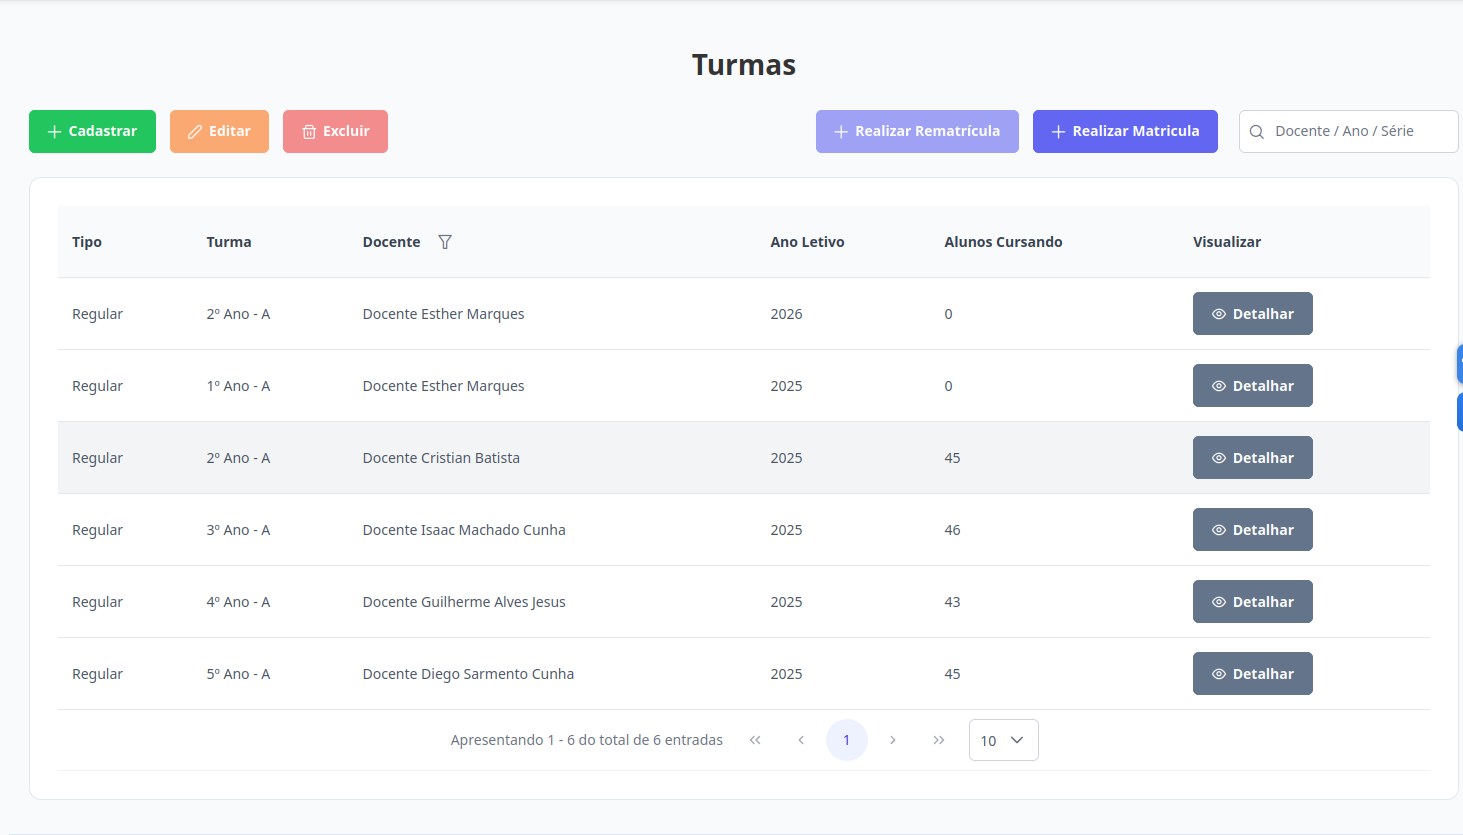 Turmas
Cadastrar Editar Excluir Realizar Rematrícula Realizar Matricula Docente / Ano / Série
Tipo Turma Docente Ano Letivo Alunos Cursando Visualizar
Regular 2º Ano - A Docente Esther Marques 2026 0 Detalhar
Regular 1º Ano - A Docente Esther Marques 2025 0 Detalhar
Regular 2º Ano - A Docente Cristian Batista 2025 45 Detalhar
Regular 3º Ano - A Docente Isaac Machado Cunha 2025 46 Detalhar
Regular 4º Ano - A Docente Guilherme Alves Jesus 2025 43 Detalhar
Regular 5º Ano - A Docente Diego Sarmento Cunha 2025 45 Detalhar
Apresentando 1 - 6 do total de 6 entradas 1 10